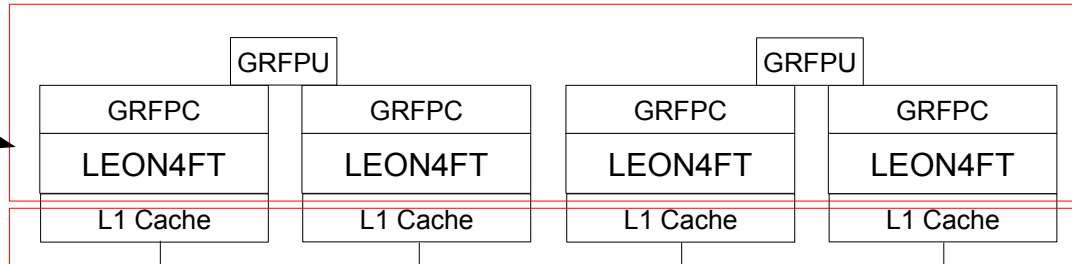 GRFPU GRFPU
GRFPC GRFPC GRFPC GRFPC
LEON4FT LEON4FT LEON4FT LEON4FT
L1 Cache L1 Cache L1 Cache L1 Cache